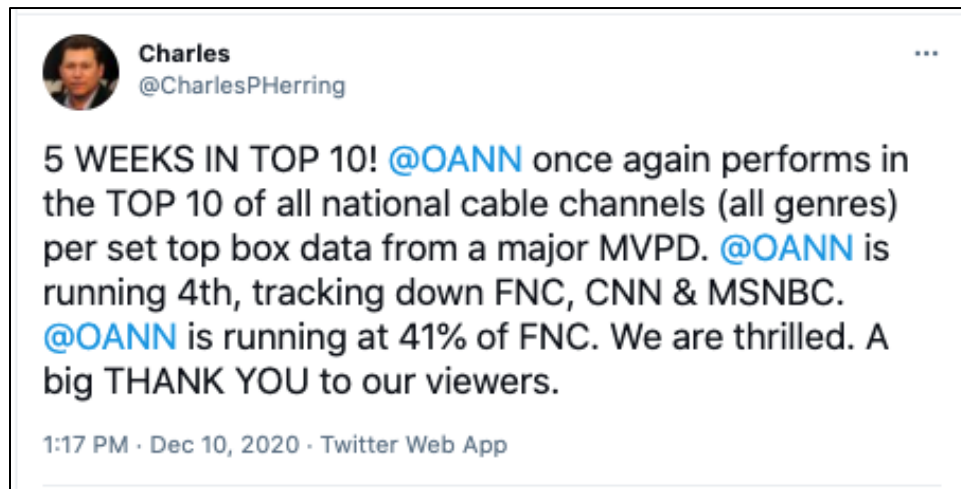 Charles
@CharlesPHerring
5 WEEKS IN TOP 10! @OANN once again performs in
the TOP 10 of all national cable channels (all genres)
per set top box data from a major MVPD. @OANN is
running 4th, tracking down FNC, CNN & MSNBC.
@OANN is running at 41% of FNC. We are thrilled. A
big THANK YOU to our viewers.
1:17 PM · Dec 10, 2020 · Twitter Web App